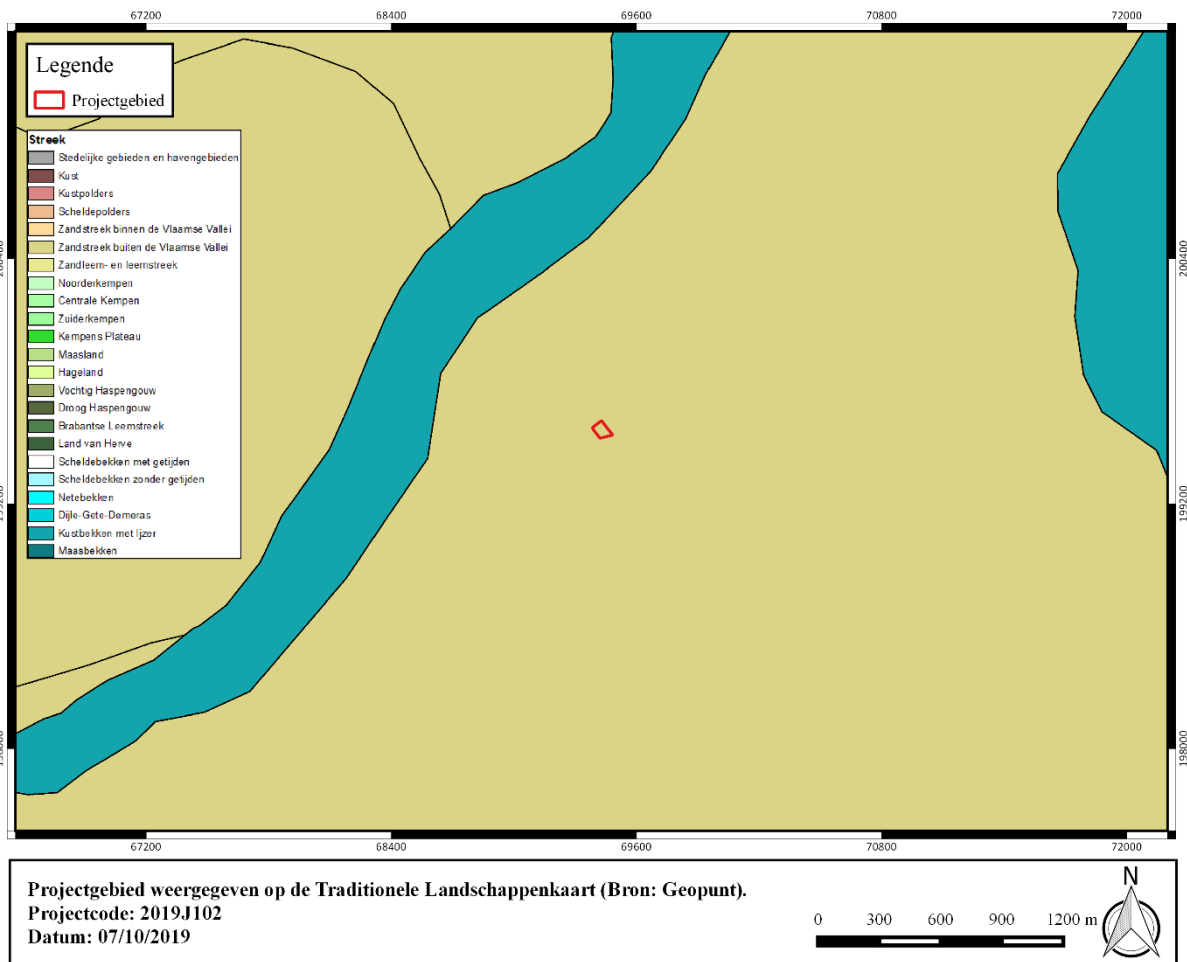 67200 68400 69600 70800 72000
Legende
Projectgebied
Streek
Stedelijke gebieden en havengebieden
Kust
Kustpolders
Scheldepolders
Zandstreek binnen de Vlaamse Vallei
Zandstreek buiten de Vlaamse Vallei
Zandleem- en leemstreek
Noorderkempen
Centrale Kempen
Zuiderkempen
Kempens Plateau
Maasland
Hageland
Vochtig Haspengouw
Droog Haspengouw
Brabantse Leemstreek
Land van Herve
Scheldebekken met getijden
Scheldebekken zonder getijden
Netebekken
Dijle-Gete-Demeras
Kustbekken met Ijzer
Maasbekken
200400
199200
198000
67200 68400 69600 70800 72000
Projectgebied weergegeven op de Traditionele Landschappenkaart (Bron: Geopunt).
Projectcode: 2019J102
Datum: 07/10/2019
0 300 600 900 1200 m
N